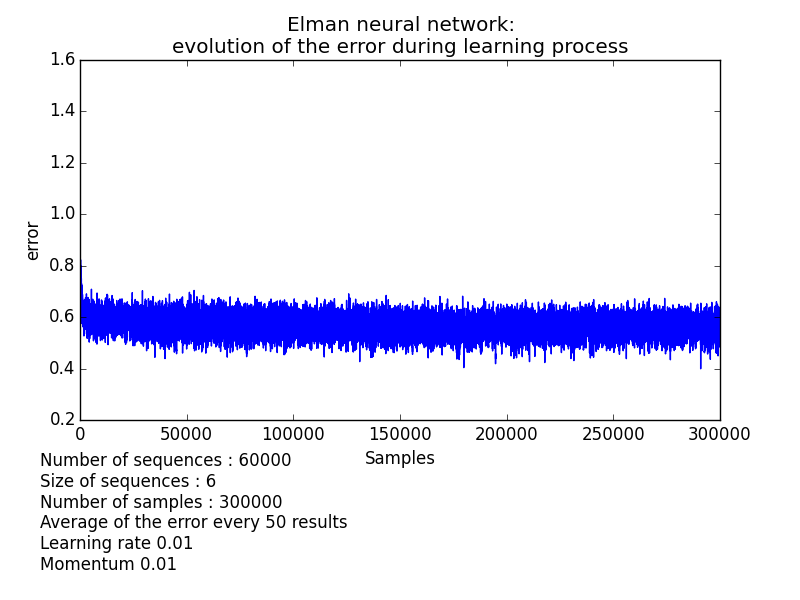 Elman neural network:
evolution of the error during learning process
1.6
1.4
1.2
1.0
0.8
0.6
0.4
0.2
error
0 50000 100000 150000 200000 250000 300000
Samples
Number of sequences : 60000
Size of sequences : 6
Number of samples : 300000
Average of the error every 50 results
Learning rate 0.01
Momentum 0.01